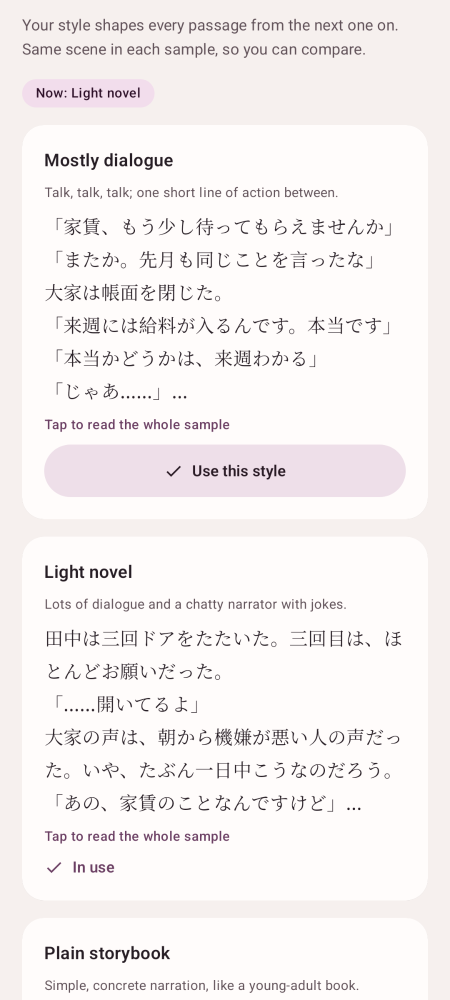 Your style shapes every passage from the next one on.
Same scene in each sample, so you can compare.
Now: Light novel
Mostly dialogue
Talk, talk, talk; one short line of action between.
「家賃、もう少し待ってもらえませんか」
「またか。先月も同じことを言ったな」
大家は帳面を閉じた。
「来週には給料が入るんです。本当です」
「本当かどうかは、来週わかる」
「じゃあ……」...
Tap to read the whole sample
Use this style
Light novel
Lots of dialogue and a chatty narrator with jokes.
田中は三回ドアをたたいた。三回目は、ほ
とんどお願いだった。
「……開いてるよ」
大家の声は、朝から機嫌が悪い人の声だっ
た。いや、たぶん一日中こうなのだろう。
「あの、家賃のことなんですけど」...
Tap to read the whole sample
In use
Plain storybook
Simple, concrete narration, like a young-adult book.